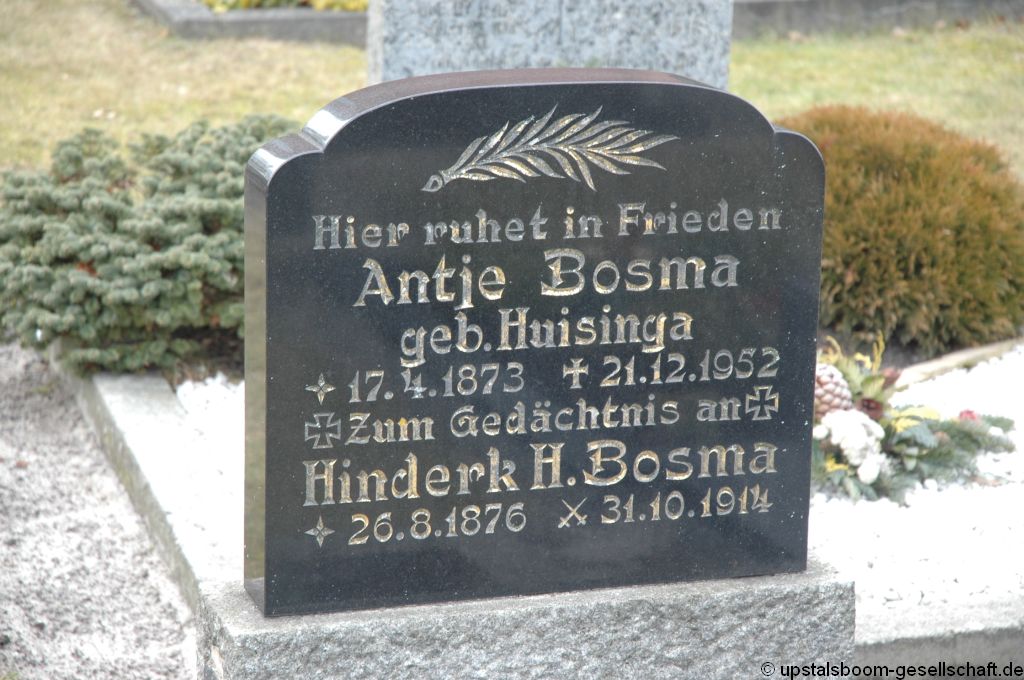 Hier ruhet in Frieden
Antje Bosma
geb. Huisinga
17.4.1873 ✝ 21.12.1952
Zum Gedächtnis an
Hinderk H. Bosma
26.8.1876 ⚔ 31.10.1914
© upstalsboom-gesellschaft.de